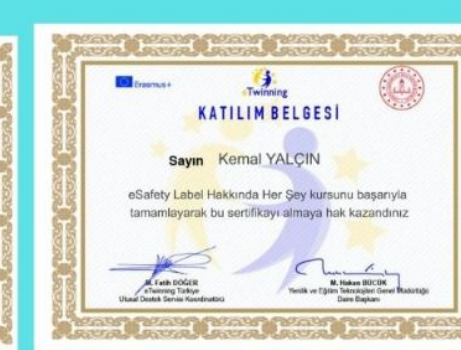 Erasmus+
eTwinning
KATILIM BELGESİ
Sayın Kemal YALÇIN
eSafety Label Hakkında Her Şey kursunu başarıyla
tamamlayarak bu sertifikayı almaya hak kazandınız
M. Fatih DÖĞER
eTwinning Türkiye
Ulusal Destek Servisi Koordinatörü
M. Hakan BÜCÜK
Yenilik ve Eğitim Teknolojileri Genel Müdürlüğü
Daire Başkanı